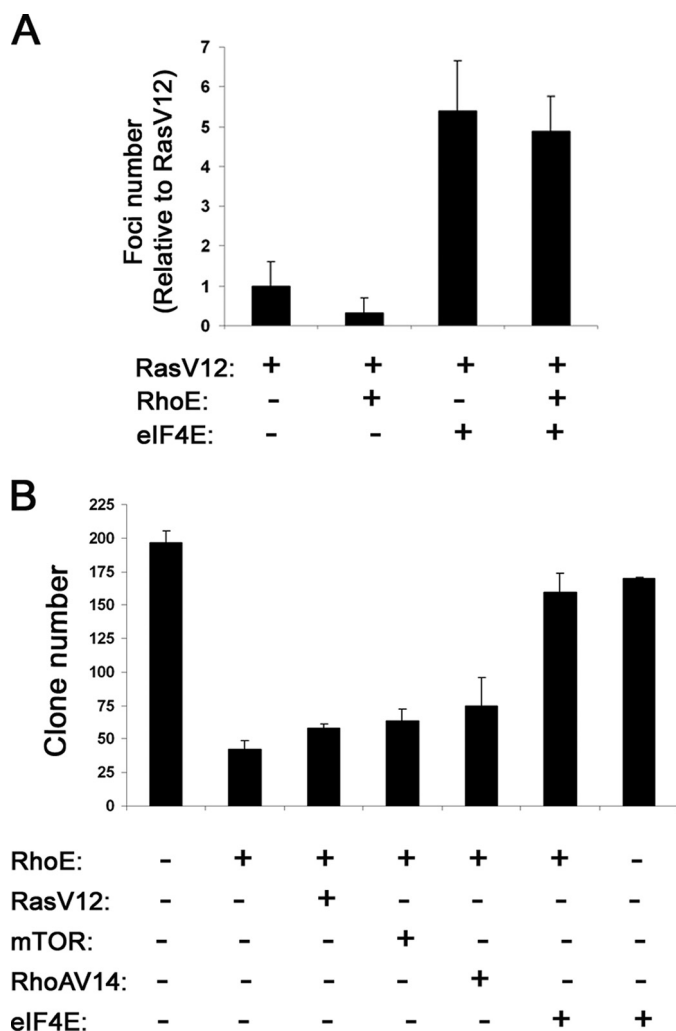 A
Foci number
(Relative to RasV12)
7
6
5
4
3
2
1
0
RasV12: + + + +
RhoE: - + - +
eIF4E: - - + +
B
Clone number
225
200
175
150
125
100
75
50
25
0
RhoE: - + + + + + -
RasV12: - - + - - - -
mTOR: - - - + - - -
RhoAV14: - - - - + - -
eIF4E: - - - - - + +